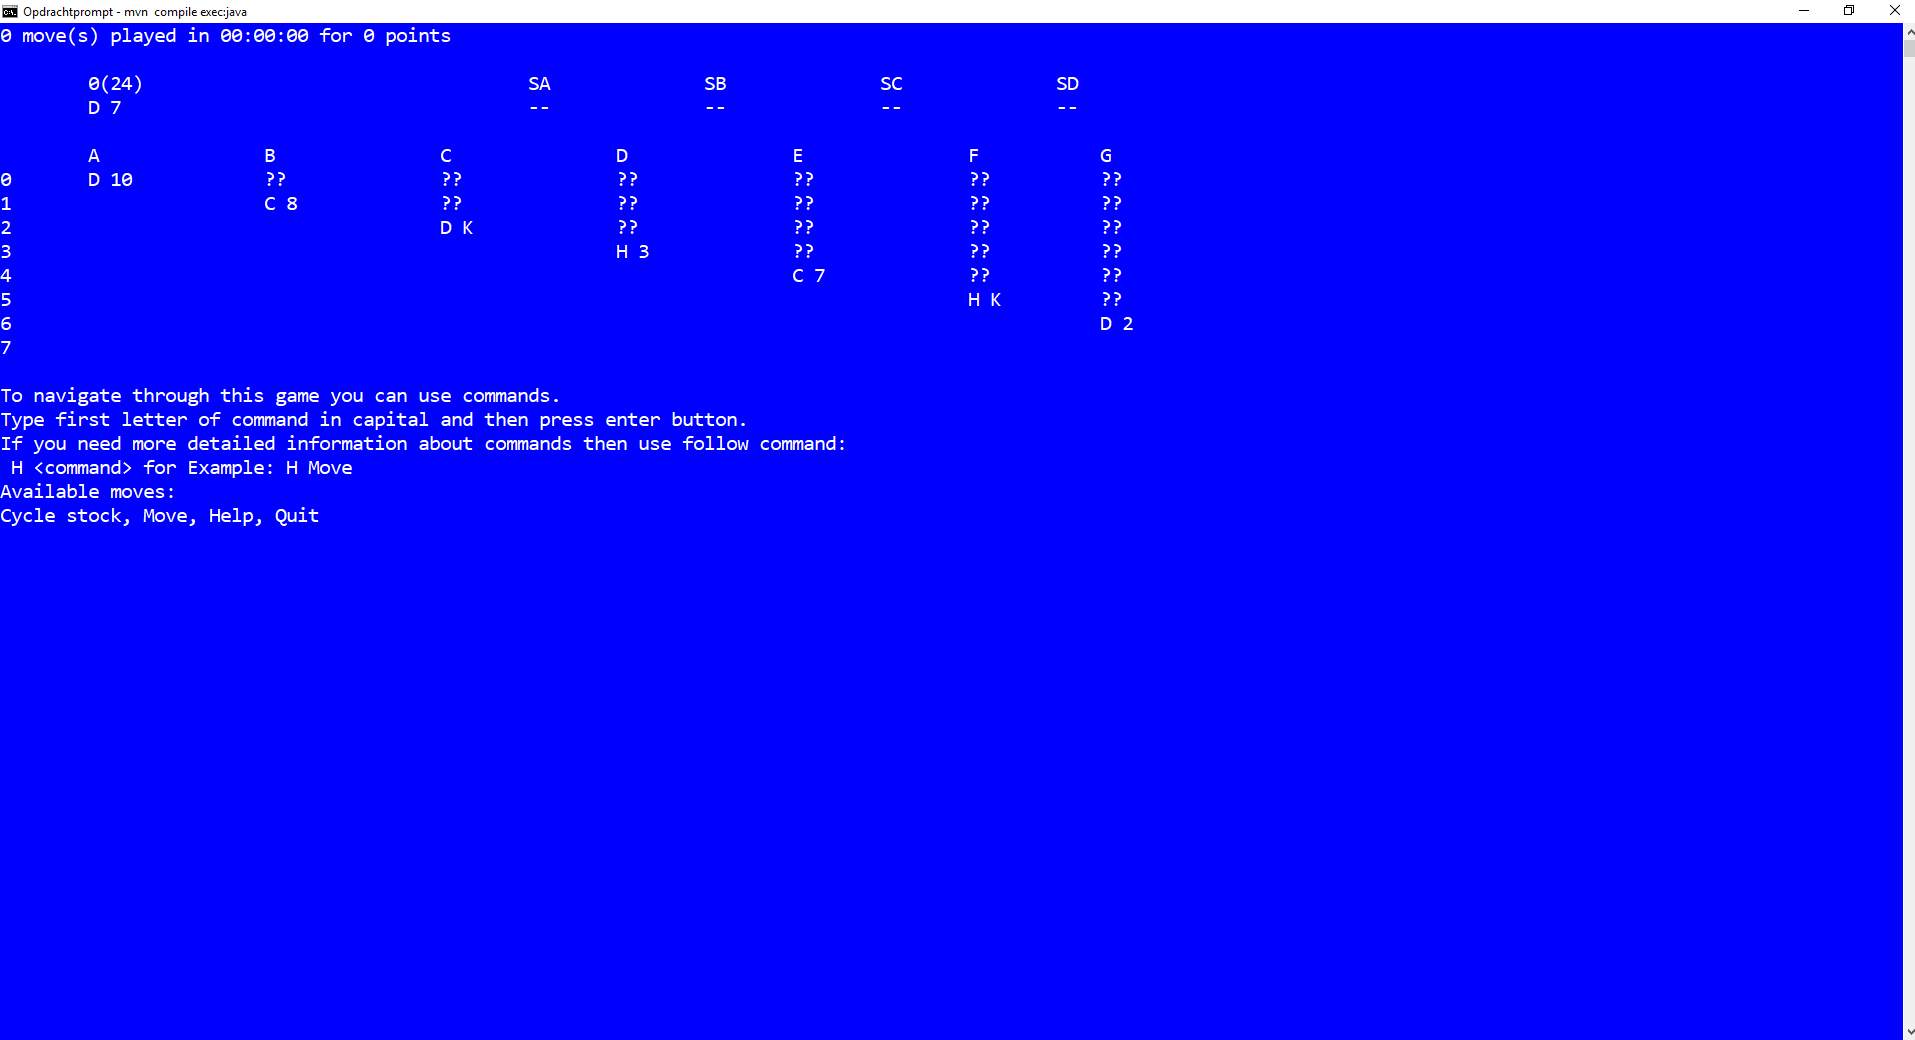 Opdrachtprompt - mvn  compile exec:java
0 move(s) played in 00:00:00 for 0 points
0(24) SA SB SC SD
D 7 -- -- -- --
A B C D E F G
0 D 10 ?? ?? ?? ?? ?? ??
1 C 8 ?? ?? ?? ?? ??
2 D K ?? ?? ?? ??
3 H 3 ?? ?? ??
4 C 7 ?? ??
5 H K ??
6 D 2
7
To navigate through this game you can use commands.
Type first letter of command in capital and then press enter button.
If you need more detailed information about commands then use follow command:
H <command> for Example: H Move
Available moves:
Cycle stock, Move, Help, Quit